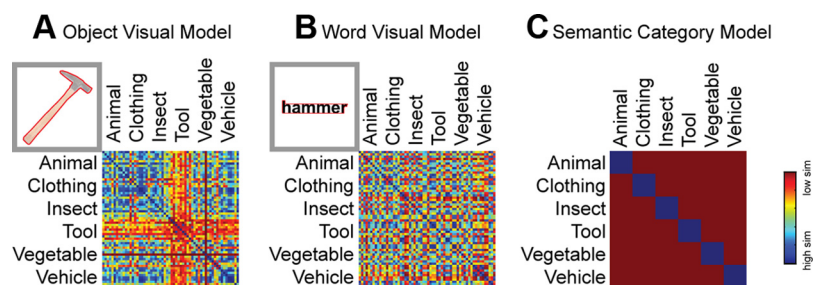 A Object Visual Model
Animal
Clothing
Insect
Tool
Vegetable
Vehicle
Animal
Clothing
Insect
Tool
Vegetable
Vehicle
B Word Visual Model
hammer
Animal
Clothing
Insect
Tool
Vegetable
Vehicle
Animal
Clothing
Insect
Tool
Vegetable
Vehicle
C Semantic Category Model
Animal
Clothing
Insect
Tool
Vegetable
Vehicle
Animal
Clothing
Insect
Tool
Vegetable
Vehicle
low sim
high sim